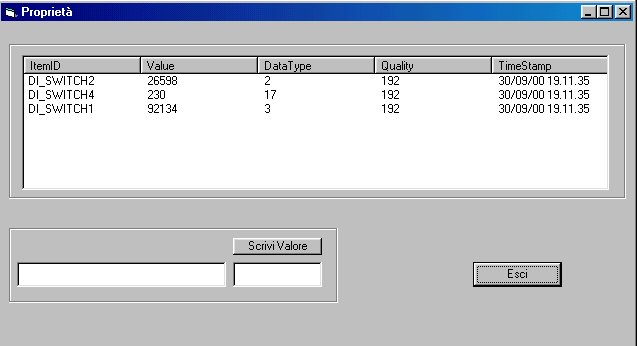 Proprietà
ItemID Value DataType Quality TimeStamp
DI_SWITCH2 26598 2 192 30/09/00 19.11.35
DI_SWITCH4 230 17 192 30/09/00 19.11.35
DI_SWITCH1 92134 3 192 30/09/00 19.11.35
Scrivi Valore
Esci